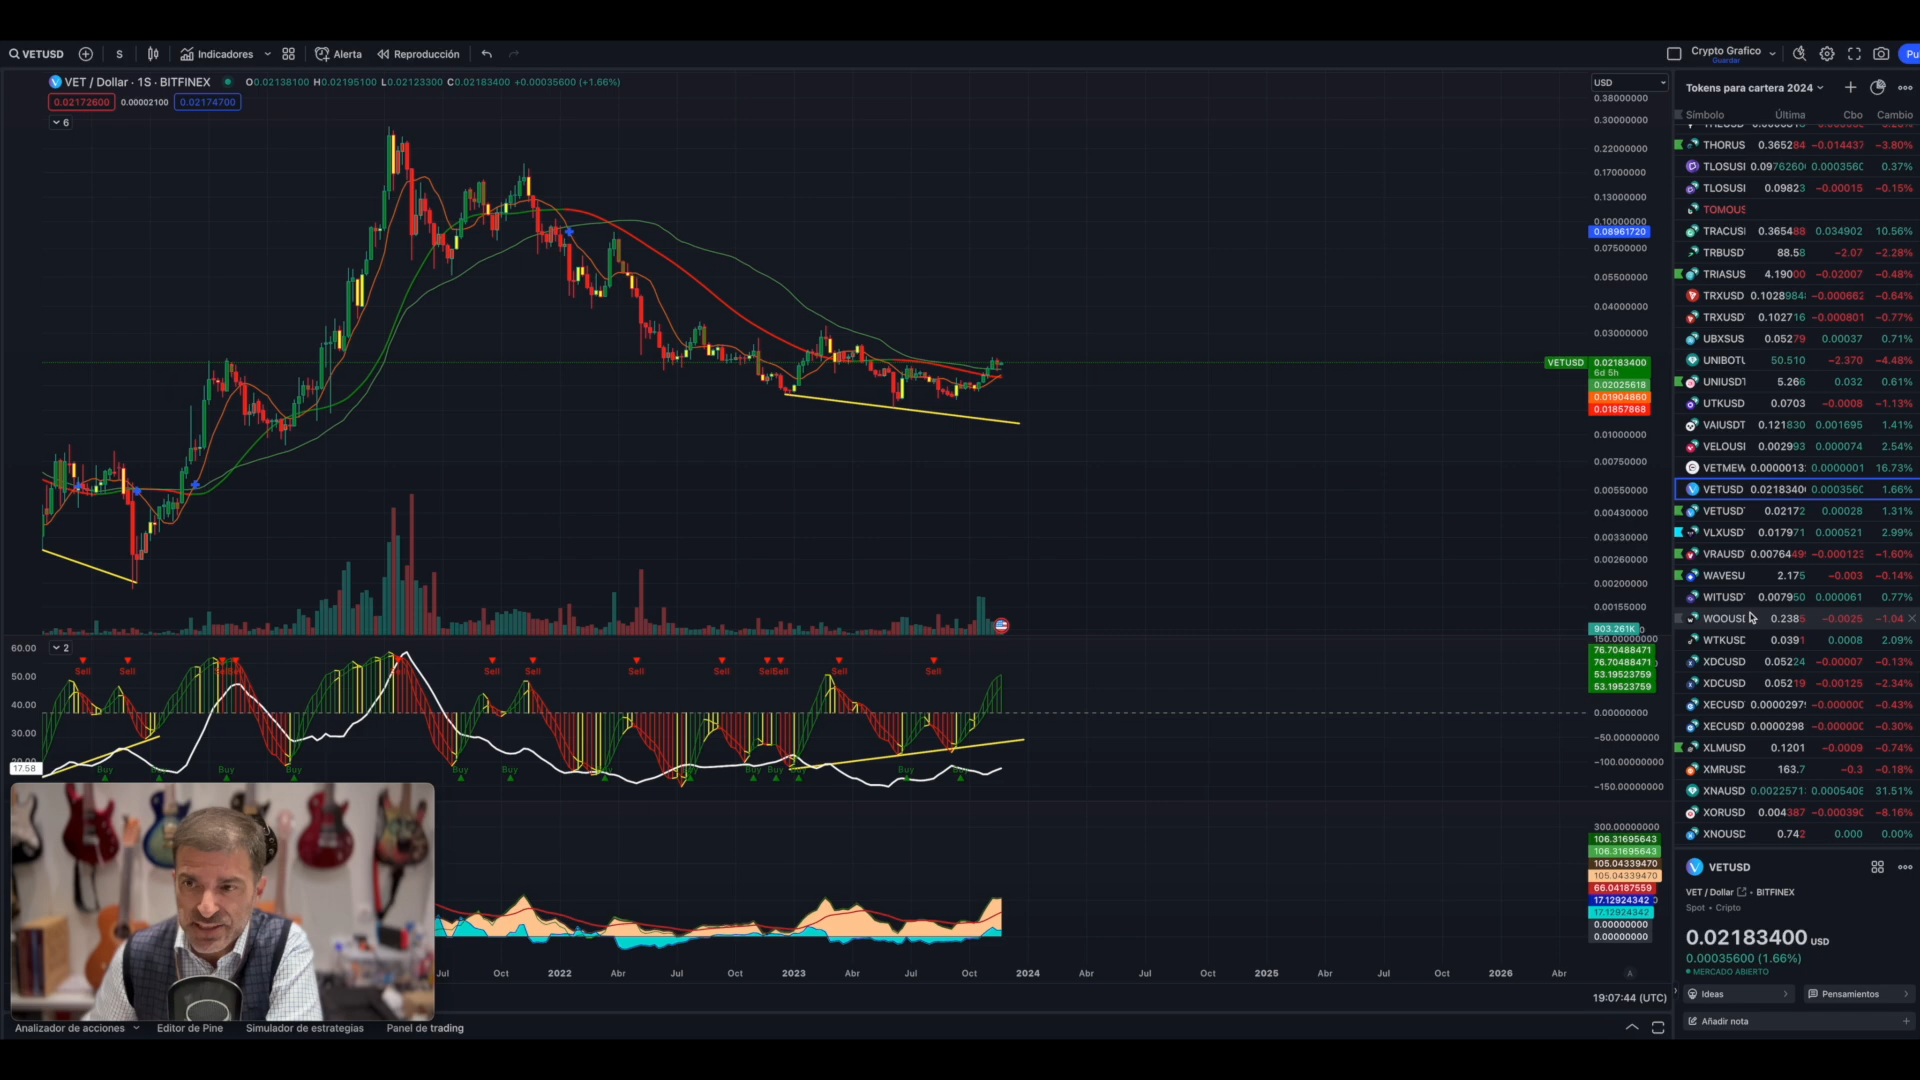 VETUSD S Indicadores Alerta Reproducción Crypto Grafico Guardar
VET / Dollar · 1S · BITFINEX O0.02138100 H0.02195100 L0.02123300 C0.02183400 +0.00035600 (+1.66%)
0.02172600 0.00002100 0.02174700
6
USD
0.38000000
0.30000000
0.22000000
0.17000000
0.13000000
0.10000000
0.08961720
0.07500000
0.05500000
0.04000000
0.03000000
VETUSD 0.02183400
6d 5h
0.02025618
0.01904860
0.01857868
0.01000000
0.00750000
0.00550000
0.00430000
0.00330000
0.00260000
0.00200000
0.00155000
903.261K
150.00000000
2
60.00
50.00
40.00
30.00
17.58
Sell Sell Sell Sell Sell Sell Sell Sell Sell Sell
Buy Buy Buy Buy Buy Buy Buy Buy Buy Buy
76.70488471
76.70488471
53.19523759
53.19523759
0.00000000
−50.00000000
−100.00000000
−150.00000000
300.00000000
106.31695643
106.31695643
105.04339470
105.04339470
66.04187559
17.12924342
17.12924342
0.00000000
0.00000000
Jul Oct 2022 Abr Jul Oct 2023 Abr Jul Oct 2024 Abr Jul Oct 2025 Abr Jul Oct 2026 Abr
19:07:44 (UTC)
Analizador de acciones Editor de Pine Simulador de estrategias Panel de trading
Tokens para cartera 2024
Símbolo Última Cbo Cambio
THORUS 0.365284 −0.014437 −3.80%
TLOSUSI 0.0976260 0.000356 0.37%
TLOSUSI 0.09823 −0.00015 −0.15%
TOMOUS
TRACUSI 0.365488 0.034902 10.56%
TRBUSD 88.58 −2.07 −2.28%
TRIASUS 4.19000 −0.02007 −0.48%
TRXUSD 0.1028984 −0.000662 −0.64%
TRXUSD 0.102716 −0.000801 −0.77%
UBXSUS 0.05279 0.00037 0.71%
UNIBOTU 50.510 −2.370 −4.48%
UNIUSDT 5.266 0.032 0.61%
UTKUSD 0.0703 −0.0008 −1.13%
VAIUSDT 0.121830 0.001695 1.41%
VELOUSI 0.002993 0.000074 2.54%
VETMEW 0.0000013 0.0000001 16.73%
VETUSD 0.0218340 0.000356 1.66%
VETUSD 0.02172 0.00028 1.31%
VLXUSD 0.017971 0.000521 2.99%
VRAUSD 0.0076449 −0.000123 −1.60%
WAVESU 2.175 −0.003 −0.14%
WITUSD 0.007950 0.000061 0.77%
WOOUSD 0.2385 −0.0025 −1.04
WTKUSD 0.0391 0.0008 2.09%
XDCUSD 0.05224 −0.00007 −0.13%
XDCUSD 0.05219 −0.00125 −2.34%
XECUSD 0.0000297 −0.00000 −0.43%
XECUSD 0.0000298 −0.00000 −0.30%
XLMUSD 0.1201 −0.0009 −0.74%
XMRUSD 163.7 −0.3 −0.18%
XNAUSD 0.0022571 0.0005408 31.51%
XORUSD 0.004387 −0.000390 −8.16%
XNOUSD 0.742 0.000 0.00%
VETUSD
VET / Dollar • BITFINEX
Spot • Cripto
0.02183400 USD
0.00035600 (1.66%)
MERCADO ABIERTO
Ideas Pensamientos
Añadir nota